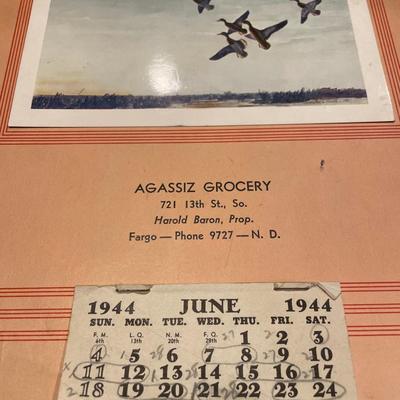 AGASSIZ GROCERY
721 13th St., So.
Harold Baron, Prop.
Fargo — Phone 9727 — N. D.
1944 JUNE 1944
SUN. MON. TUE. WED. THU. FRI. SAT.
F. M. 6th L. Q. 13th N. M. 20th F. Q. 28th 1 2 3
4 5 6 7 8 9 10
11 12 13 14 15 16 17
18 19 20 21 22 23 24